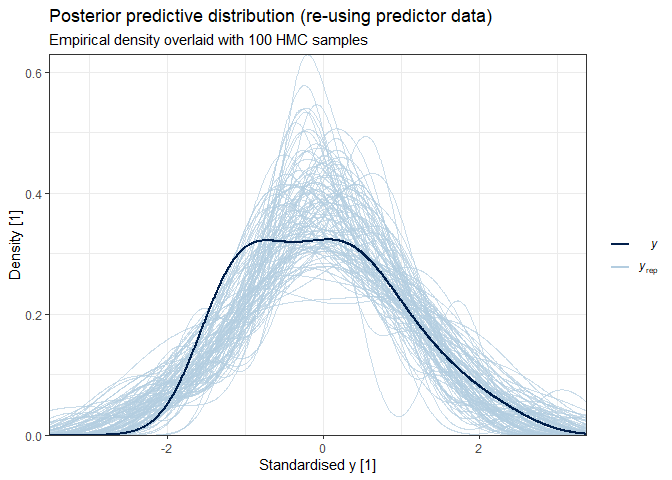 Posterior predictive distribution (re-using predictor data)
Empirical density overlaid with 100 HMC samples
0.6
0.4
0.2
0.0
Density [1]
-2
0
2
Standardised y [1]
y
y rep